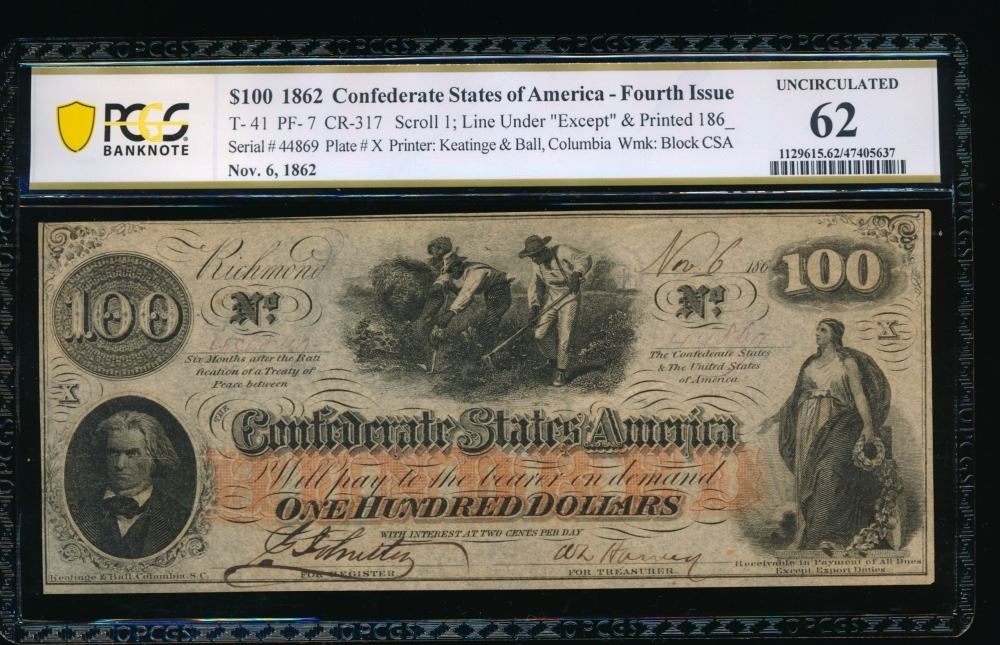 PCGS
BANKNOTE
$100 1862 Confederate States of America - Fourth Issue
T- 41 PF- 7 CR-317 Scroll 1; Line Under "Except" & Printed 186_
Serial # 44869 Plate # X Printer: Keatinge & Ball, Columbia Wmk: Block CSA
Nov. 6, 1862
UNCIRCULATED
62
1129615.62/47405637
Richmond
Nov 6 186
100
100
No.
No.
Six Months after the Rati
fication of a Treaty of
Peace between
The Confederate States
& The United States
of America
X
X
THE
Confederate States America
Will pay to the bearer on demand
ONE HUNDRED DOLLARS
WITH INTEREST AT TWO CENTS PER DAY
FOR REGISTER
FOR TREASURER.
Keatinge & Ball, Columbia, S.C.
Receivable in Payment of All Dues
Except Export Duties